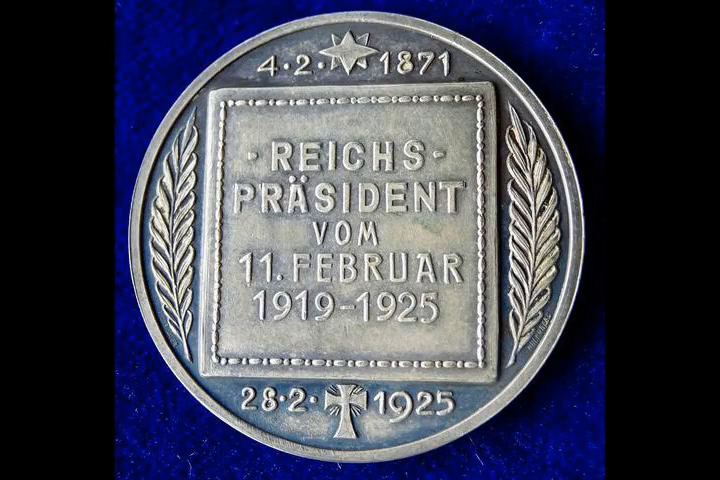 4·2· 1871
·REICHS-
PRÄSIDENT
VOM
11. FEBRUAR
1919-1925
28·2· 1925